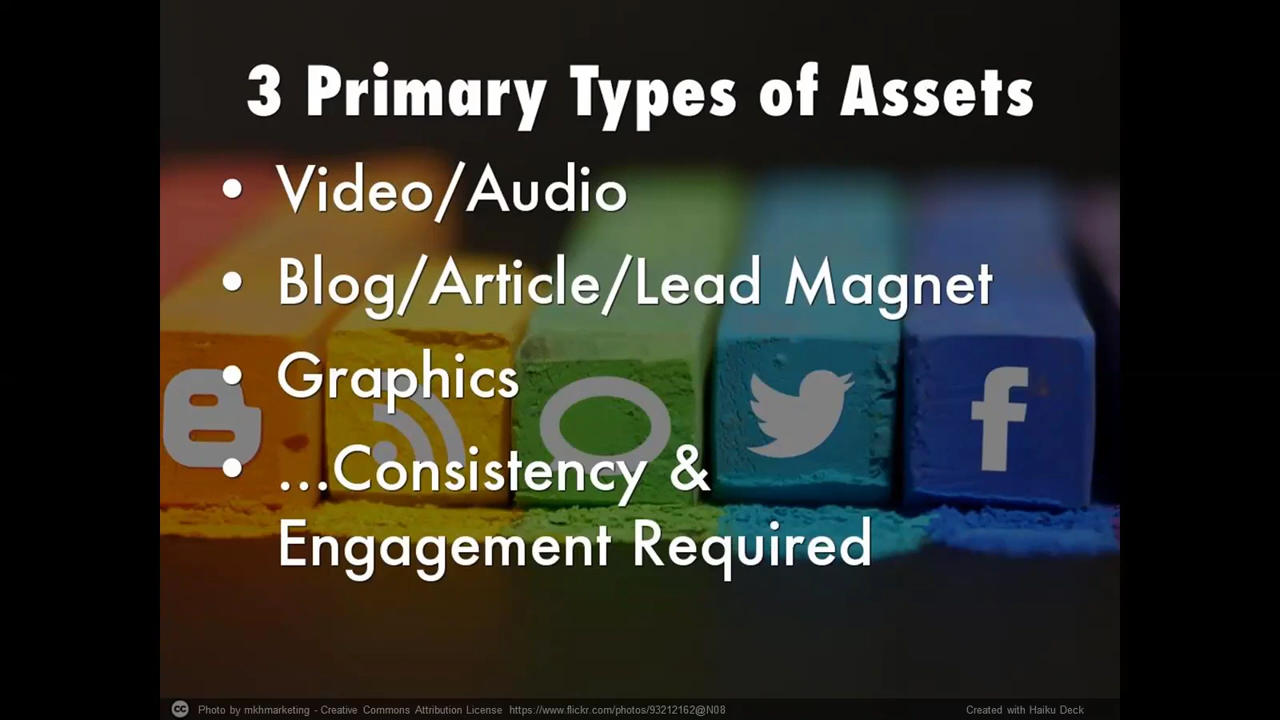 3 Primary Types of Assets
• Video/Audio
• Blog/Article/Lead Magnet
• Graphics
• ...Consistency &
Engagement Required
Photo by mkhmarketing - Creative Commons Attribution License https://www.flickr.com/photos/93212162@N08
Created with Haiku Deck